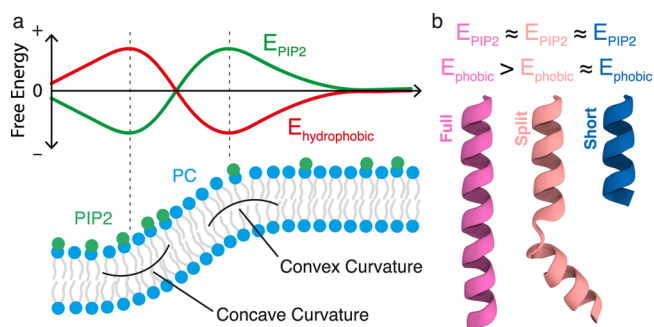 a
+
Free Energy
0
−
E_PIP2
E_hydrophobic
PC
PIP2
Convex Curvature
Concave Curvature
b
E_PIP2 ≈ E_PIP2 ≈ E_PIP2
E_phobic > E_phobic ≈ E_phobic
Full
Split
Short